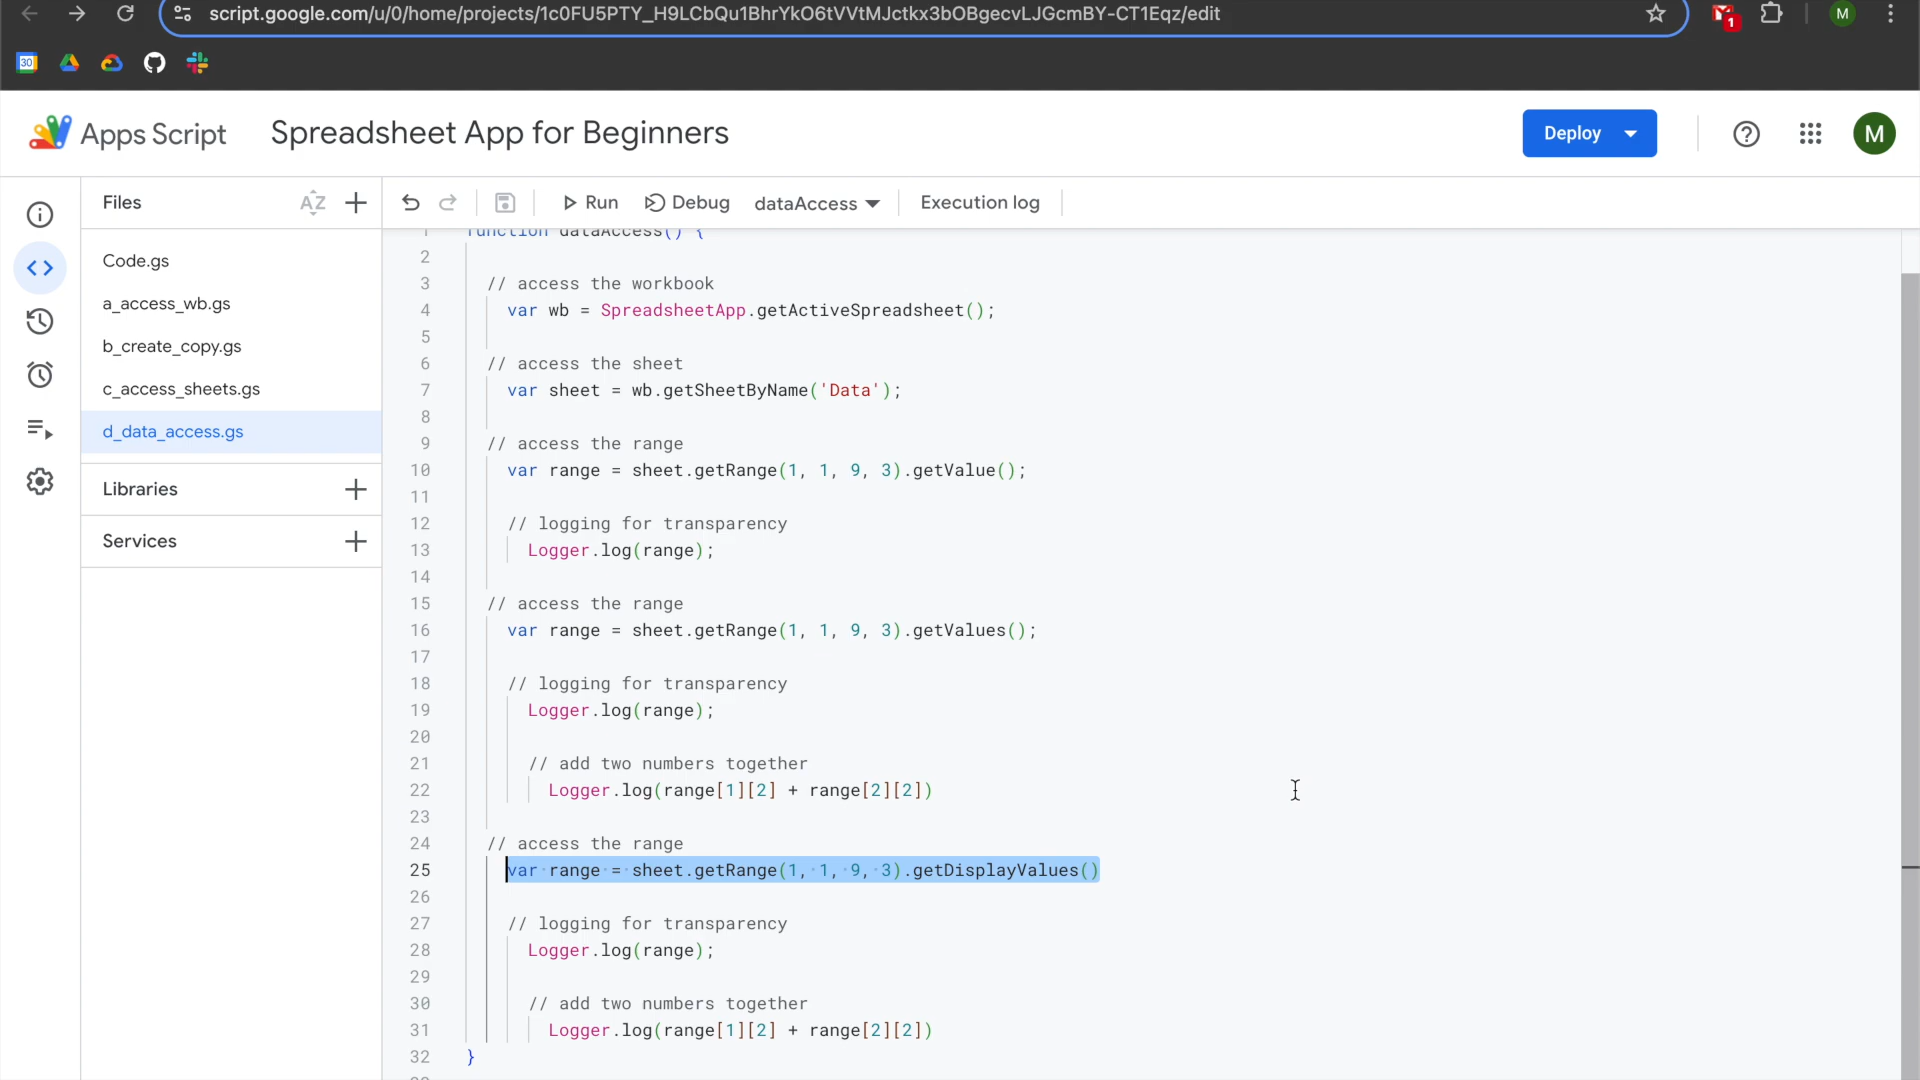 script.google.com/u/0/home/projects/1c0FU5PTY_H9LCbQu1BhrYkO6tVVtMJctkx3bOBgecvLJGcmBY-CT1Eqz/edit
1
M
30
Apps Script
Spreadsheet App for Beginners
Deploy
M
Files
AZ
Run
Debug
dataAccess
Execution log
Code.gs
a_access_wb.gs
b_create_copy.gs
c_access_sheets.gs
d_data_access.gs
Libraries
Services
1 function dataAccess() {
2
3 // access the workbook
4 var wb = SpreadsheetApp.getActiveSpreadsheet();
5
6 // access the sheet
7 var sheet = wb.getSheetByName('Data');
8
9 // access the range
10 var range = sheet.getRange(1, 1, 9, 3).getValue();
11
12 // logging for transparency
13 Logger.log(range);
14
15 // access the range
16 var range = sheet.getRange(1, 1, 9, 3).getValues();
17
18 // logging for transparency
19 Logger.log(range);
20
21 // add two numbers together
22 Logger.log(range[1][2] + range[2][2])
23
24 // access the range
25 var range = sheet.getRange(1, 1, 9, 3).getDisplayValues()
26
27 // logging for transparency
28 Logger.log(range);
29
30 // add two numbers together
31 Logger.log(range[1][2] + range[2][2])
32 }